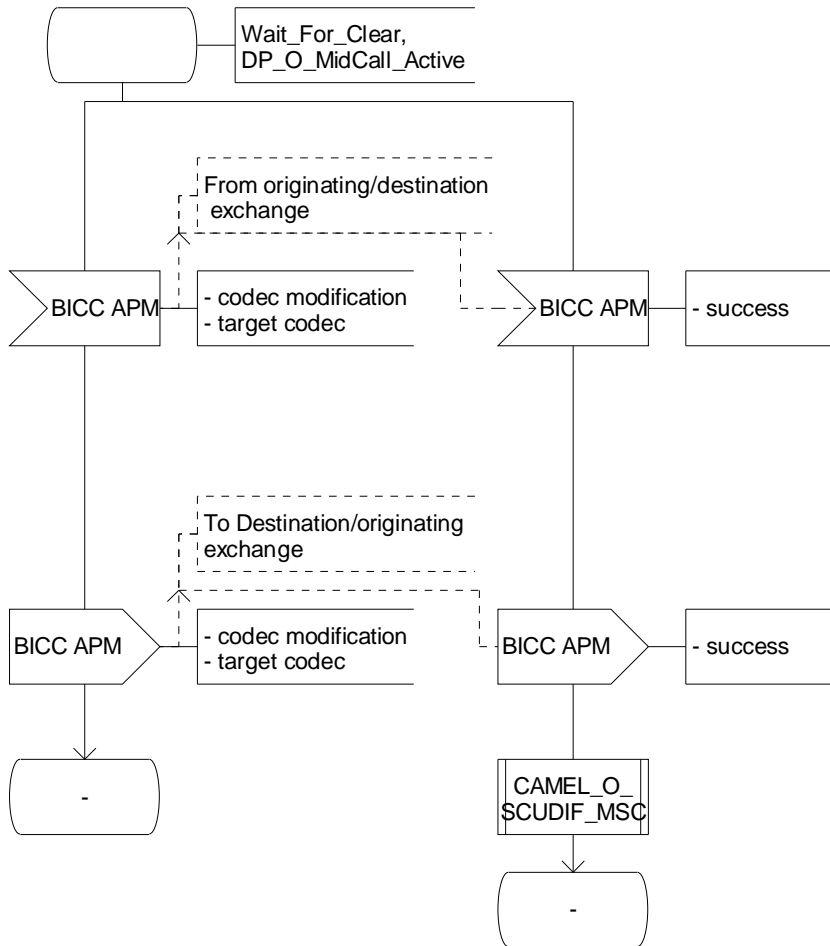 Wait_For_Clear,
DP_O_MidCall_Active
From originating/destination
exchange
BICC APM
- codec modification
- target codec
BICC APM
- success
To Destination/originating
exchange
BICC APM
- codec modification
- target codec
BICC APM
- success
-
CAMEL_O_
SCUDIF_MSC
-